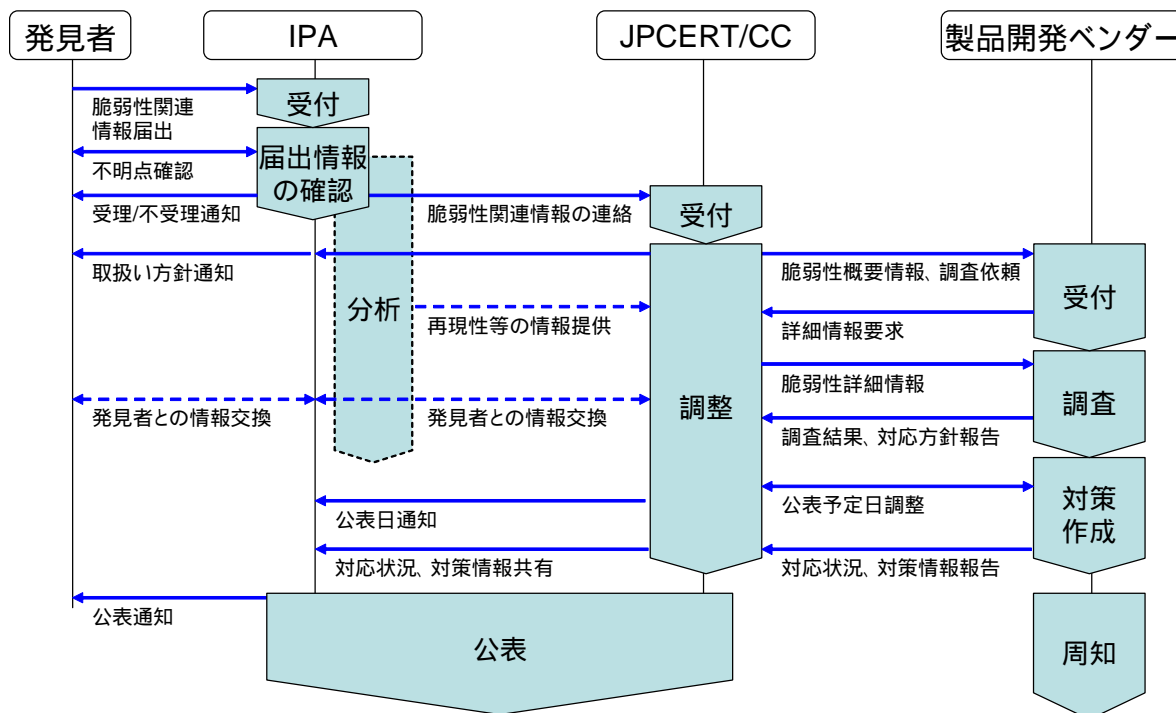 発見者
IPA
JPCERT/CC
製品開発ベンダー
受付
脆弱性関連
情報届出
届出情報
の確認
不明点確認
受理/不受理通知
脆弱性関連情報の連絡
受付
取扱い方針通知
脆弱性概要情報、調査依頼
受付
分析
再現性等の情報提供
詳細情報要求
脆弱性詳細情報
調整
調査
発見者との情報交換
発見者との情報交換
調査結果、対応方針報告
公表日通知
公表予定日調整
対策
作成
対応状況、対策情報共有
対応状況、対策情報報告
公表通知
公表
周知